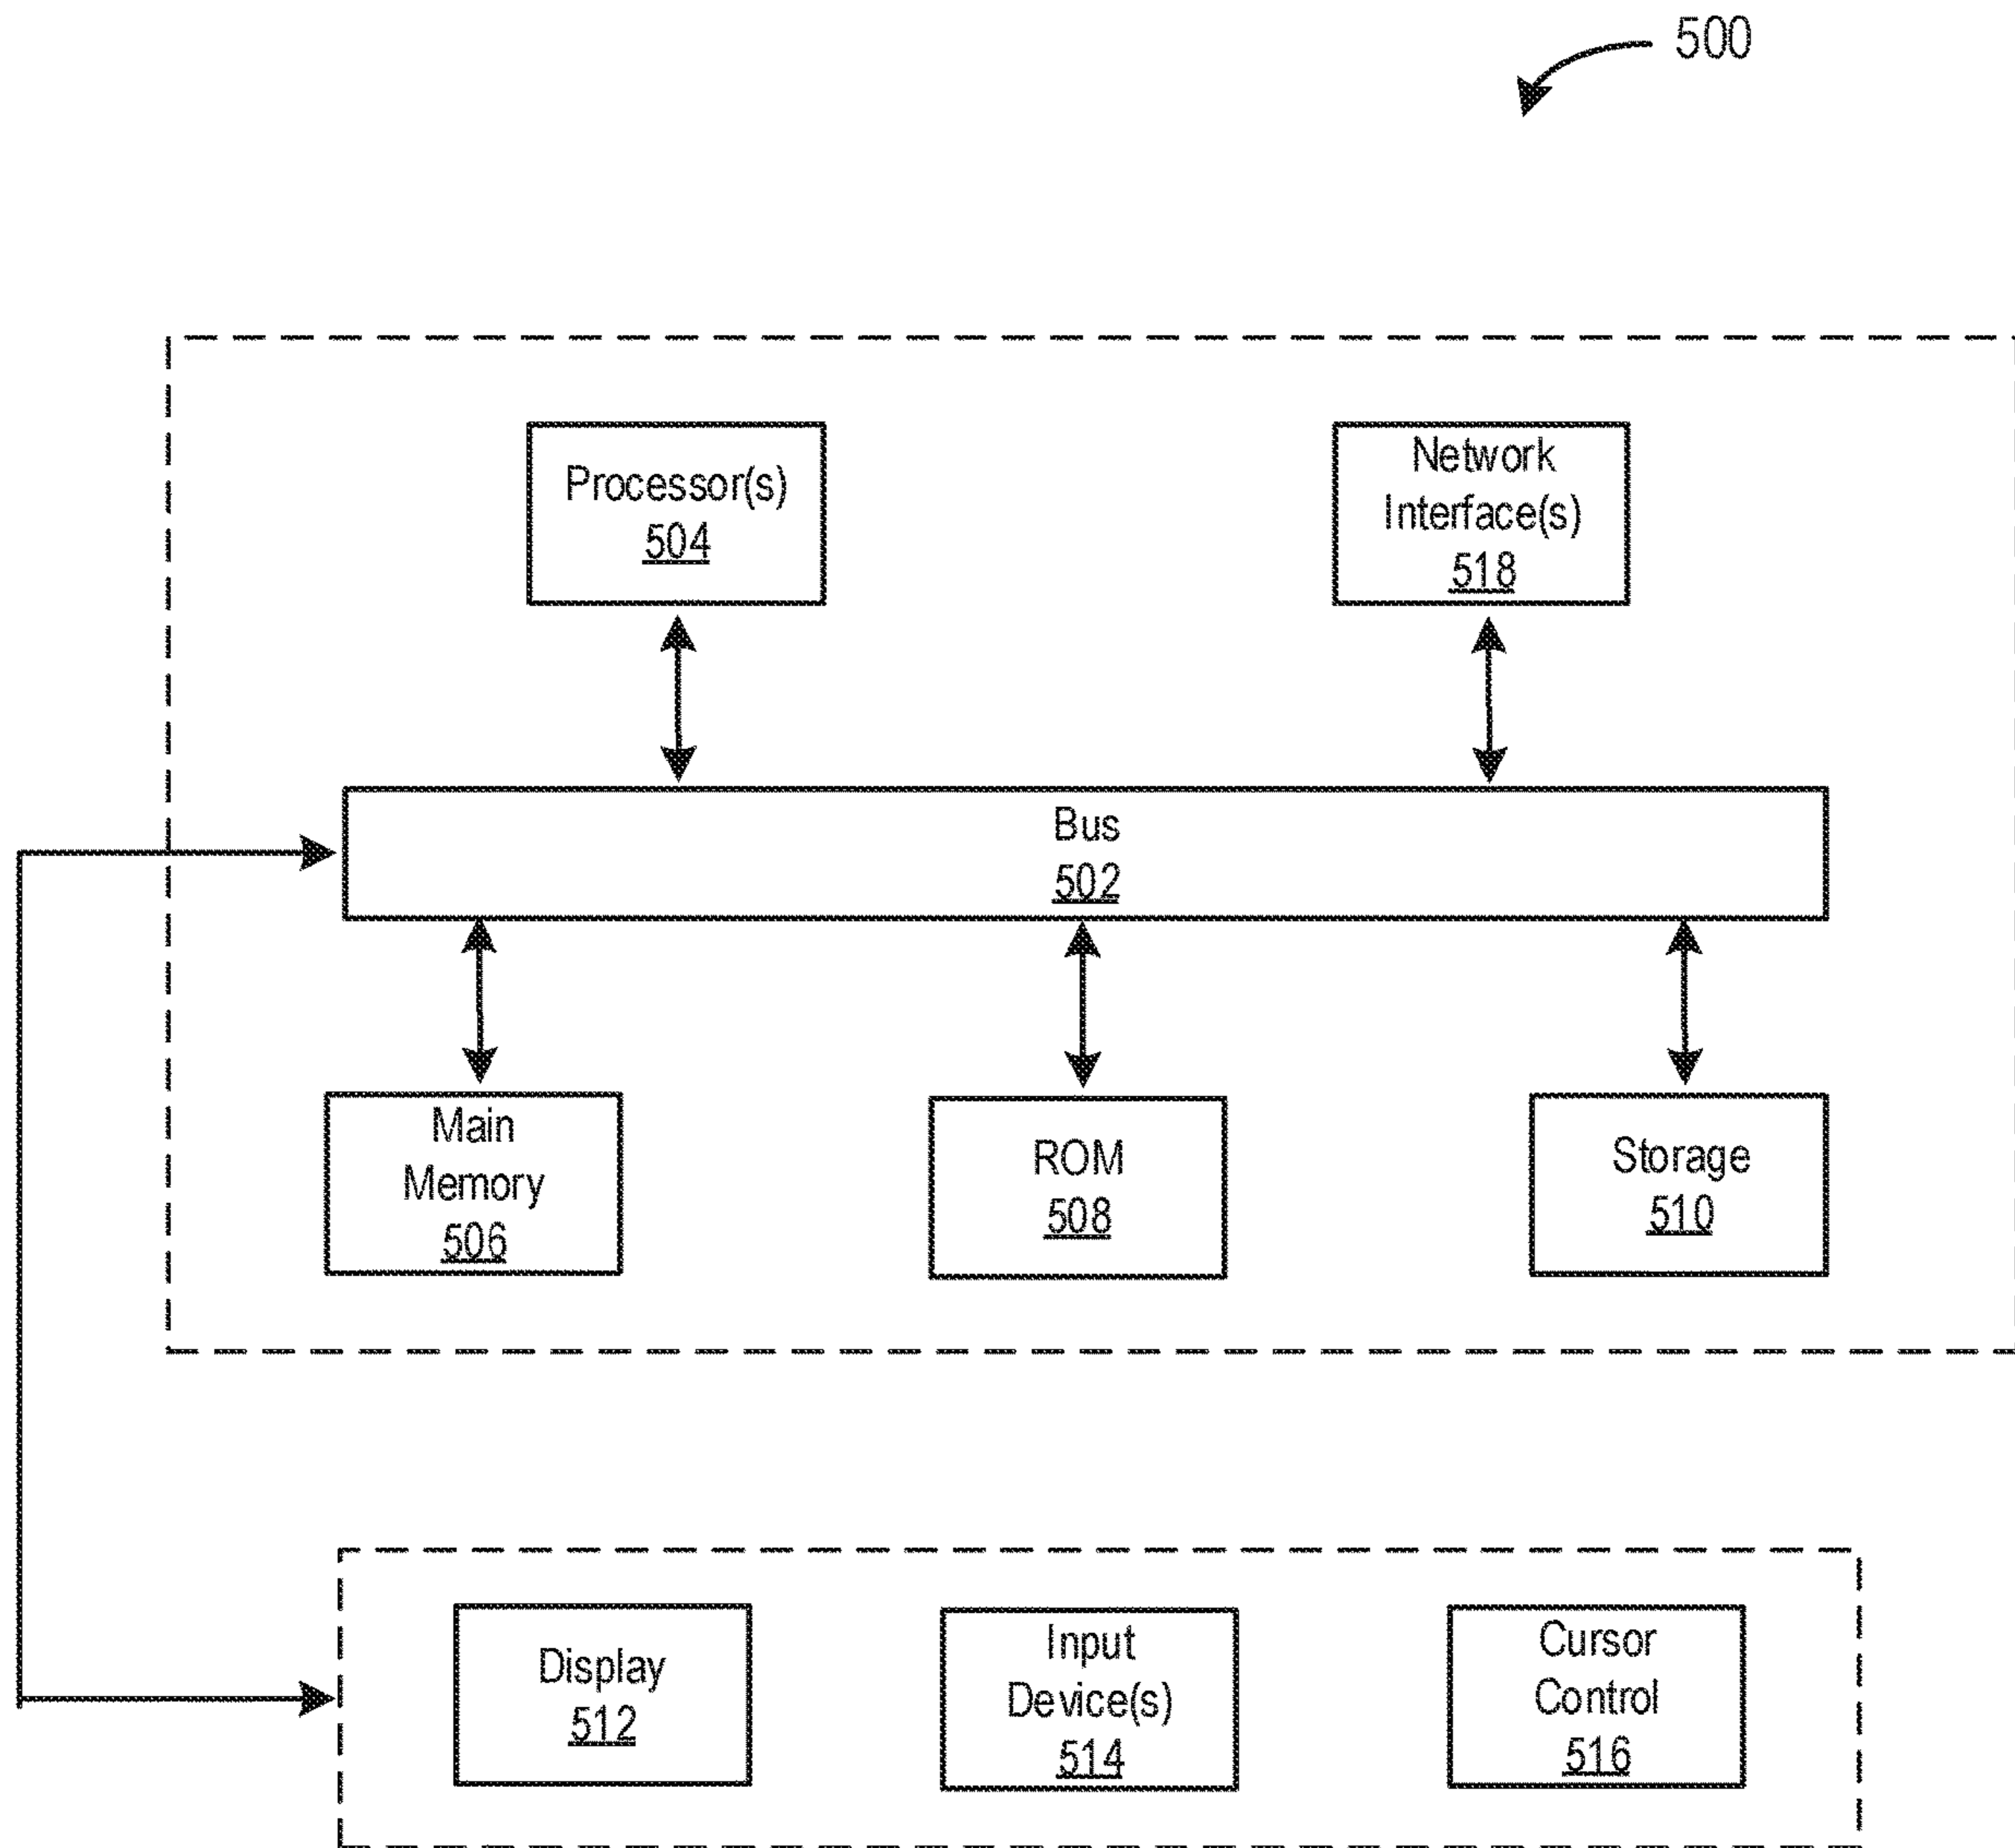 500
Processor(s)
504
Network
Interface(s)
518
Bus
502
Main
Memory
506
ROM
508
Storage
510
Display
512
Input
Device(s)
514
Cursor
Control
516